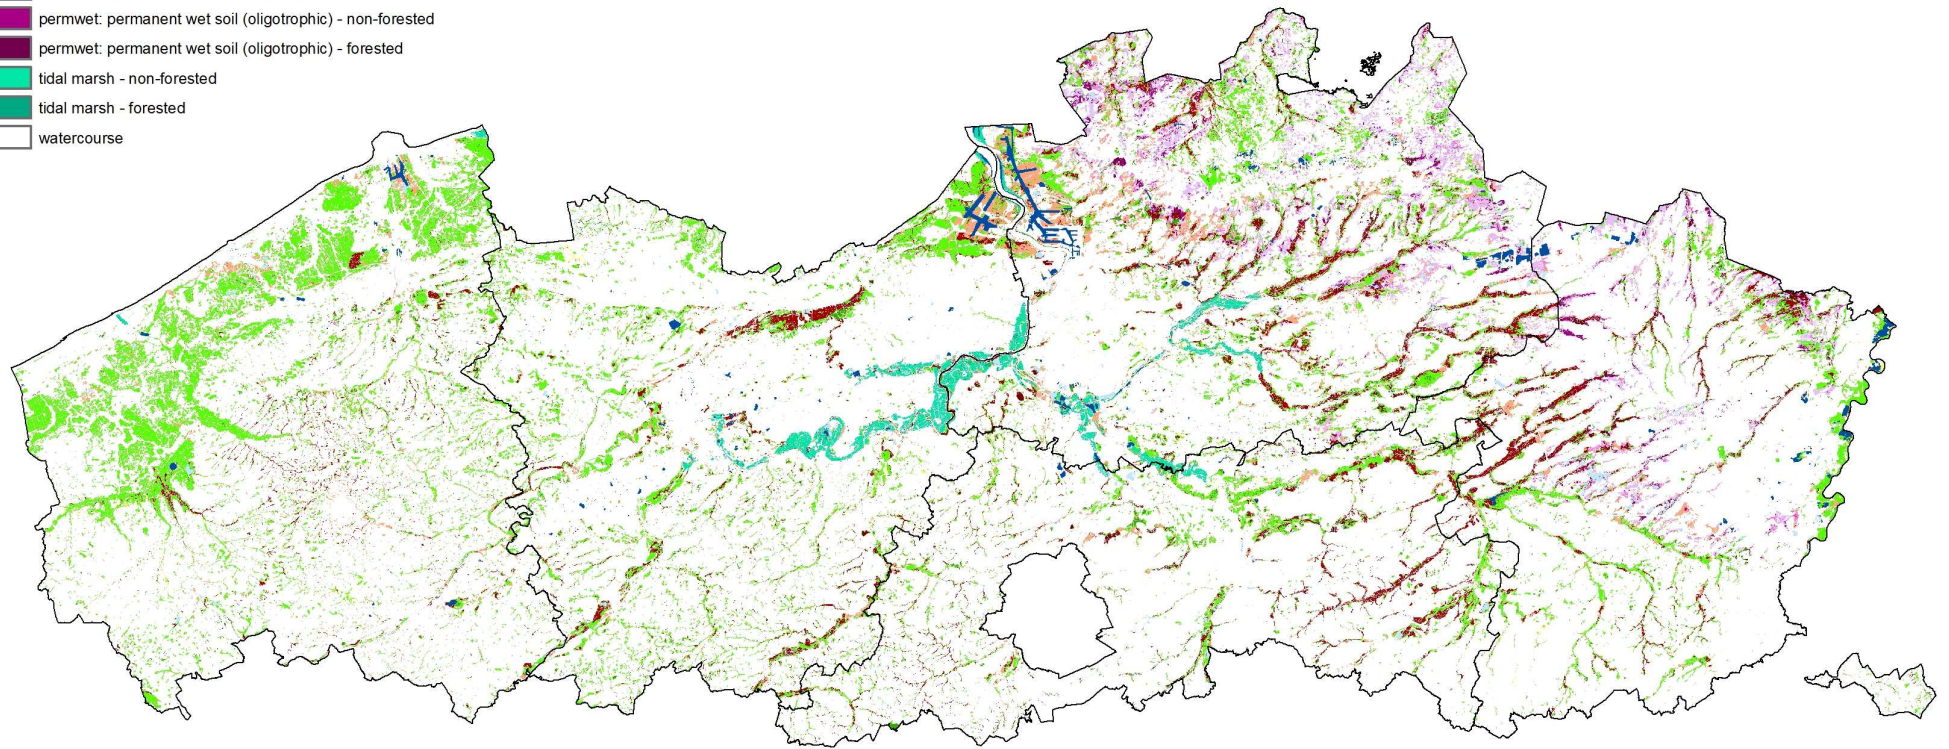 permwet: permanent wet soil (oligotrophic) - non-forested
permwet: permanent wet soil (oligotrophic) - forested
tidal marsh - non-forested
tidal marsh - forested
watercourse